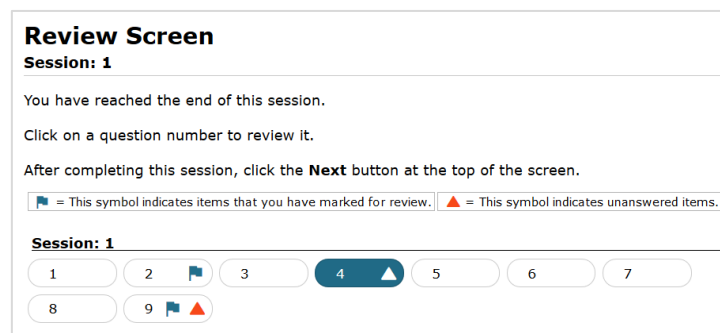 Review Screen
Session: 1
You have reached the end of this session.
Click on a question number to review it.
After completing this session, click the Next button at the top of the screen.
= This symbol indicates items that you have marked for review. = This symbol indicates unanswered items.
Session: 1
1 2 3 4 5 6 7
8 9